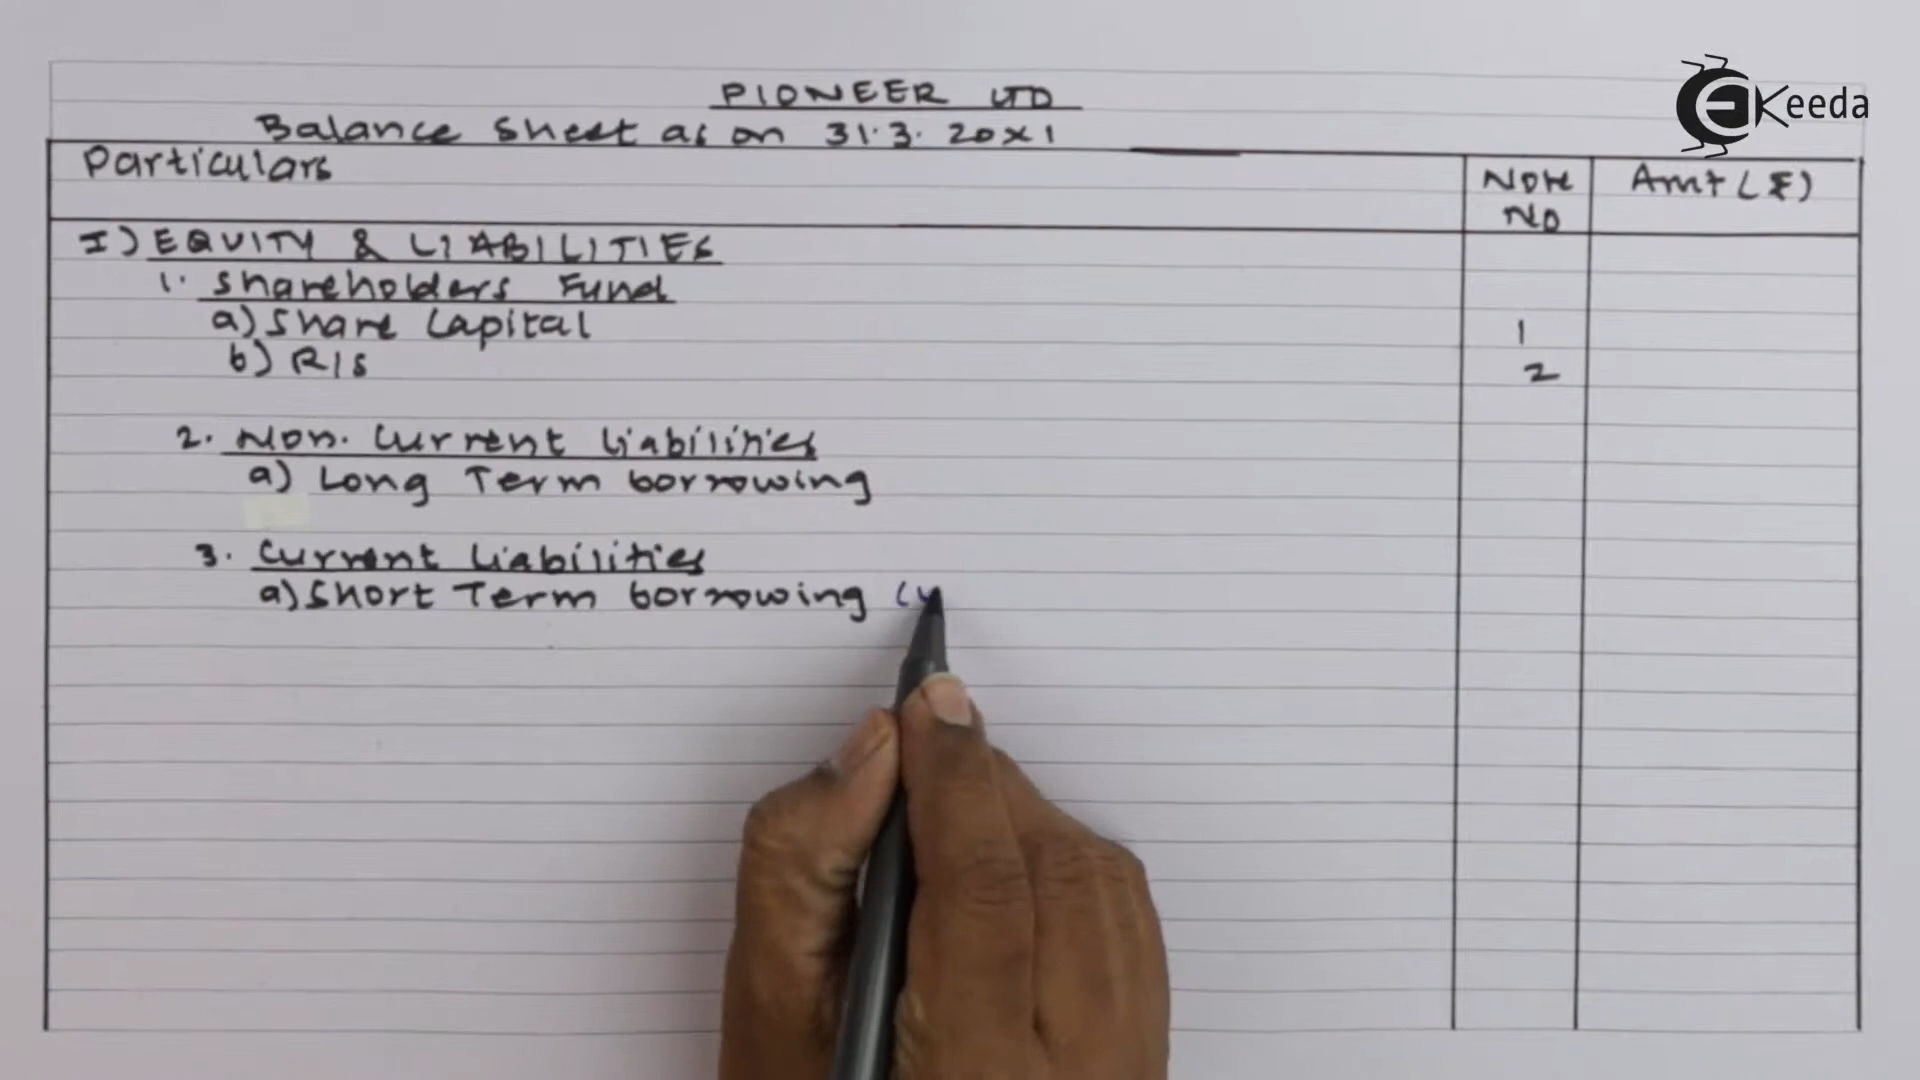 PIONEER LTD
Balance Sheet as on 31.3.20X1
Particulars
Note No
Amt (₹)
I) EQUITY & LIABILITIES
1. Shareholders Fund
a) Share Capital
1
b) R/S
2
2. Non. Current Liabilities
a) Long Term borrowing
3. Current Liabilities
a) Short Term borrowing (
EKeeda